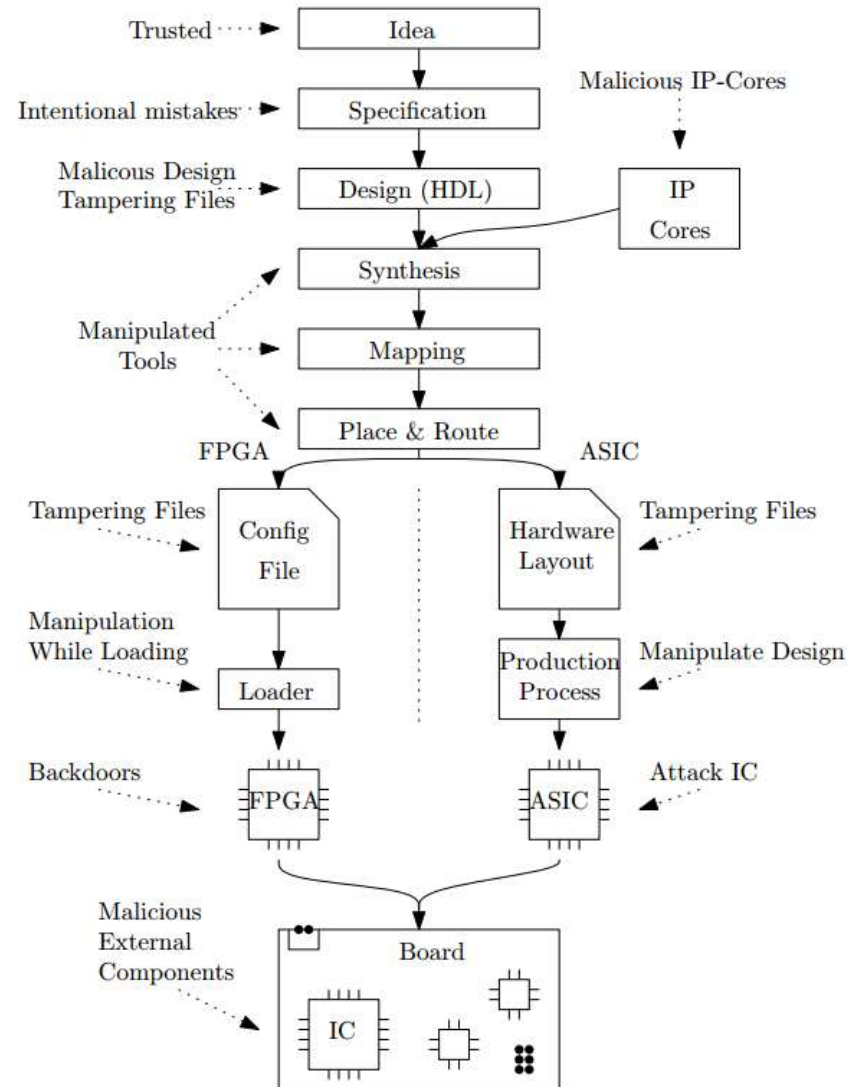 Trusted
Idea
Malicious IP-Cores
Intentional mistakes
Specification
Malicous Design
Tampering Files
Design (HDL)
IP
Cores
Synthesis
Manipulated
Tools
Mapping
Place & Route
FPGA
ASIC
Tampering Files
Config
File
Hardware
Layout
Tampering Files
Manipulation
While Loading
Loader
Production
Process
Manipulate Design
Backdoors
FPGA
ASIC
Attack IC
Malicious
External
Components
Board
IC